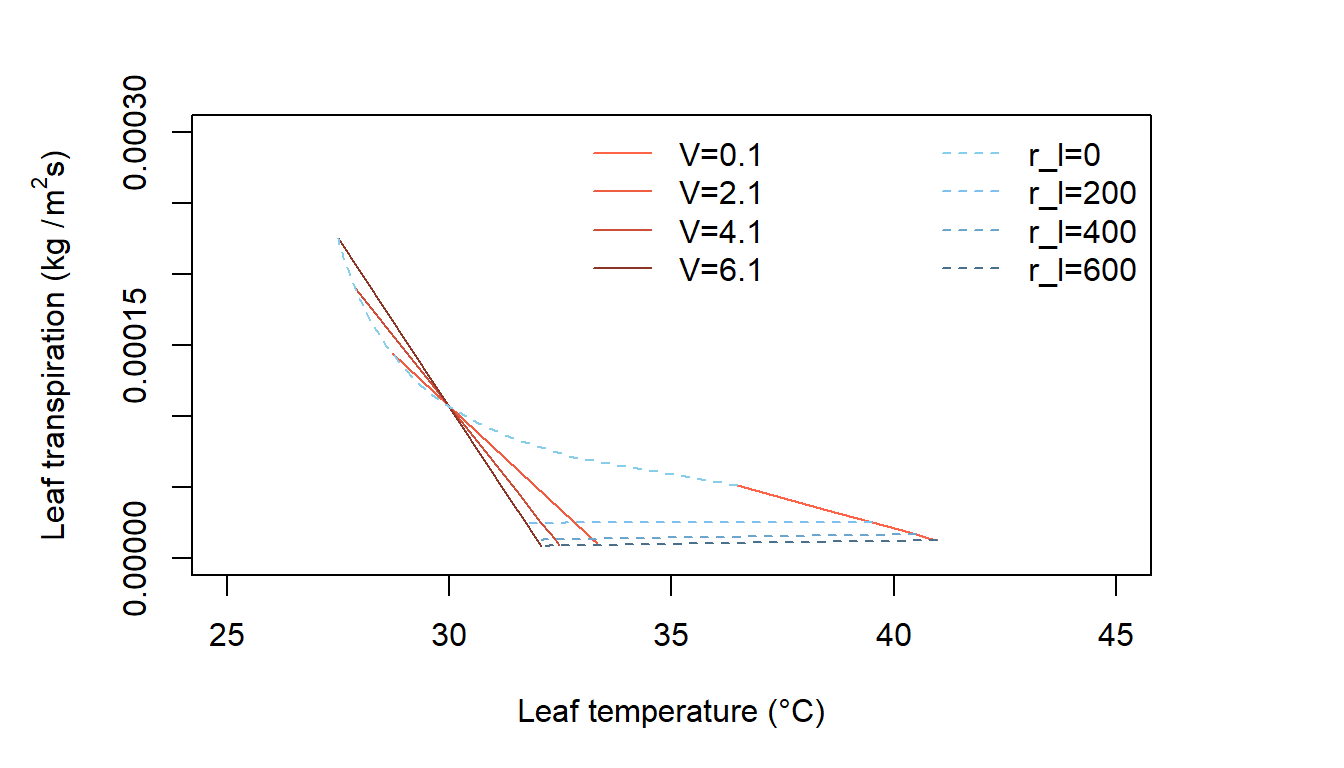 Leaf transpiration (kg /m²s)
0.00030
0.00015
0.00000
V=0.1
V=2.1
V=4.1
V=6.1
r_l=0
r_l=200
r_l=400
r_l=600
25 30 35 40 45
Leaf temperature (°C)